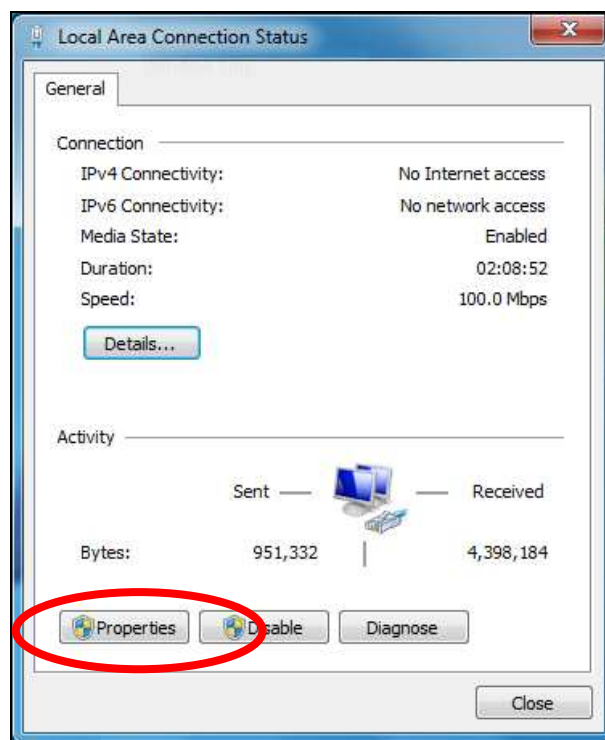 Local Area Connection Status
General
Connection
IPv4 Connectivity: No Internet access
IPv6 Connectivity: No network access
Media State: Enabled
Duration: 02:08:52
Speed: 100.0 Mbps
Details...
Activity
Sent Received
Bytes: 951,332 4,398,184
Properties Disable Diagnose
Close